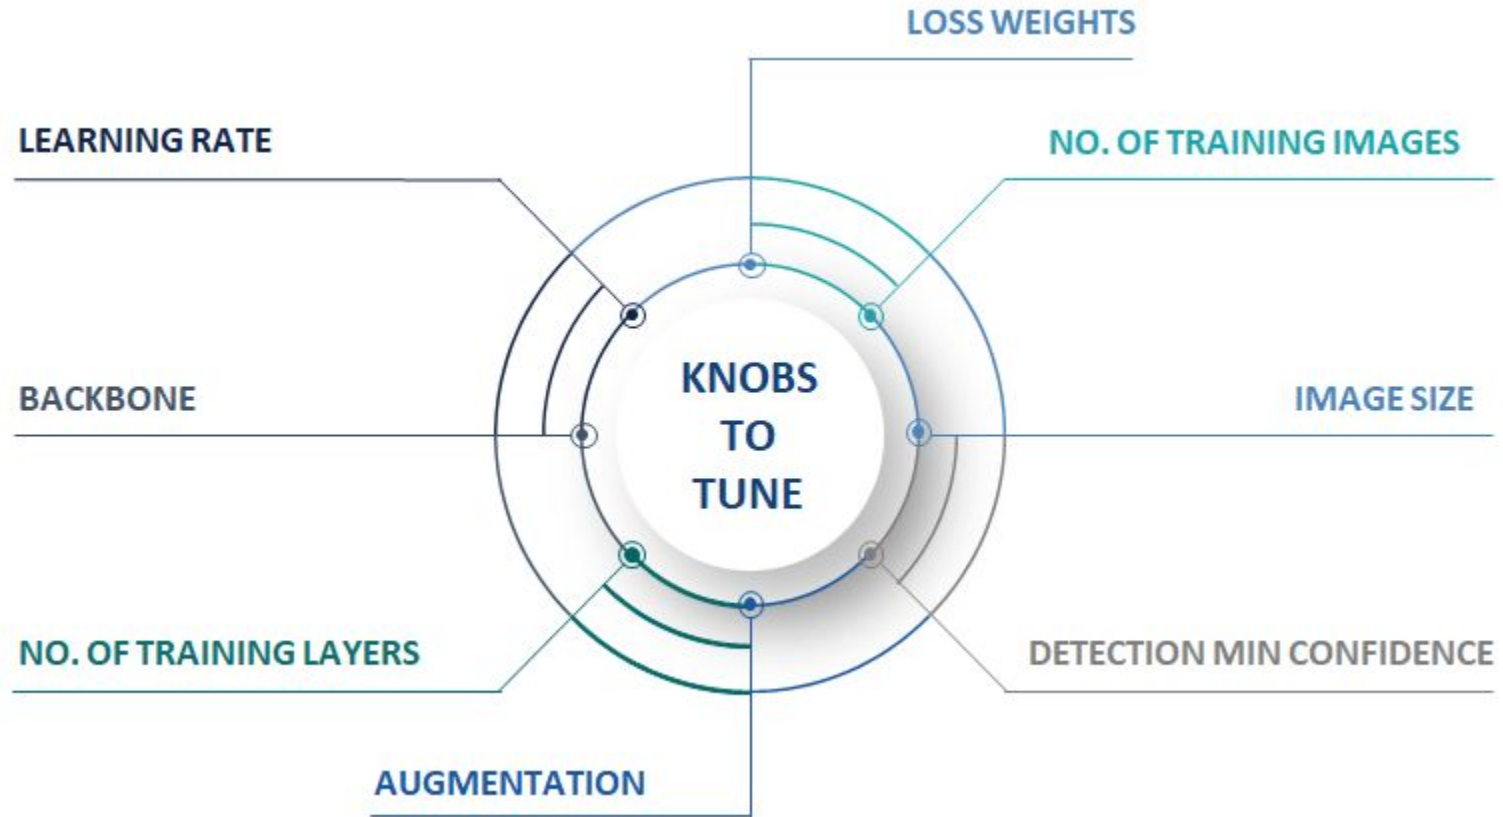 LOSS WEIGHTS
LEARNING RATE
NO. OF TRAINING IMAGES
KNOBS
TO
TUNE
BACKBONE
IMAGE SIZE
NO. OF TRAINING LAYERS
DETECTION MIN CONFIDENCE
AUGMENTATION